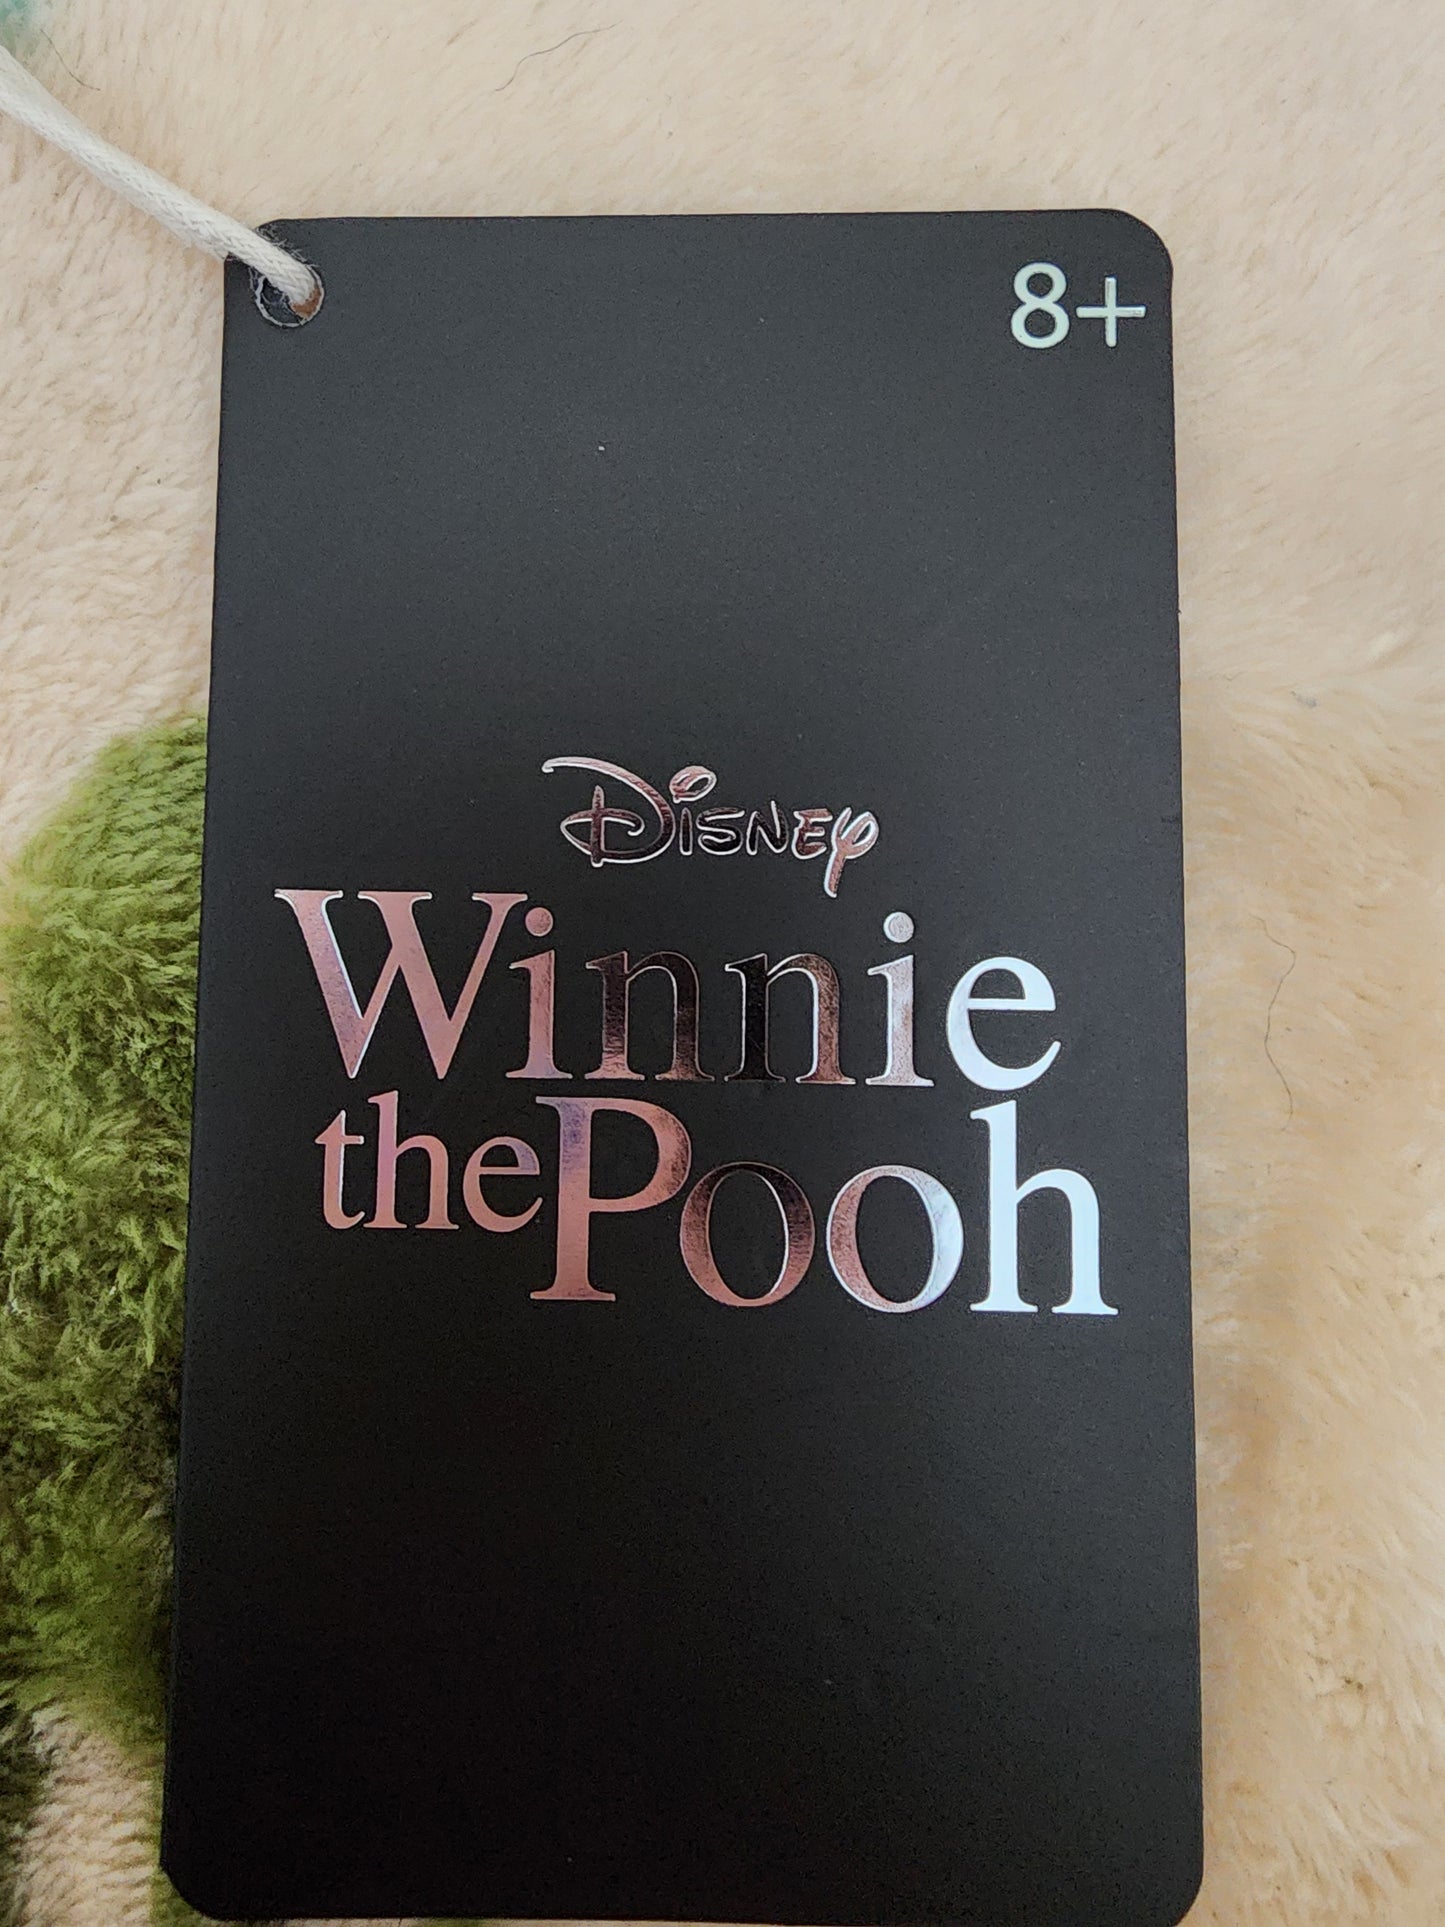 8+
Disney
Winnie
the Pooh